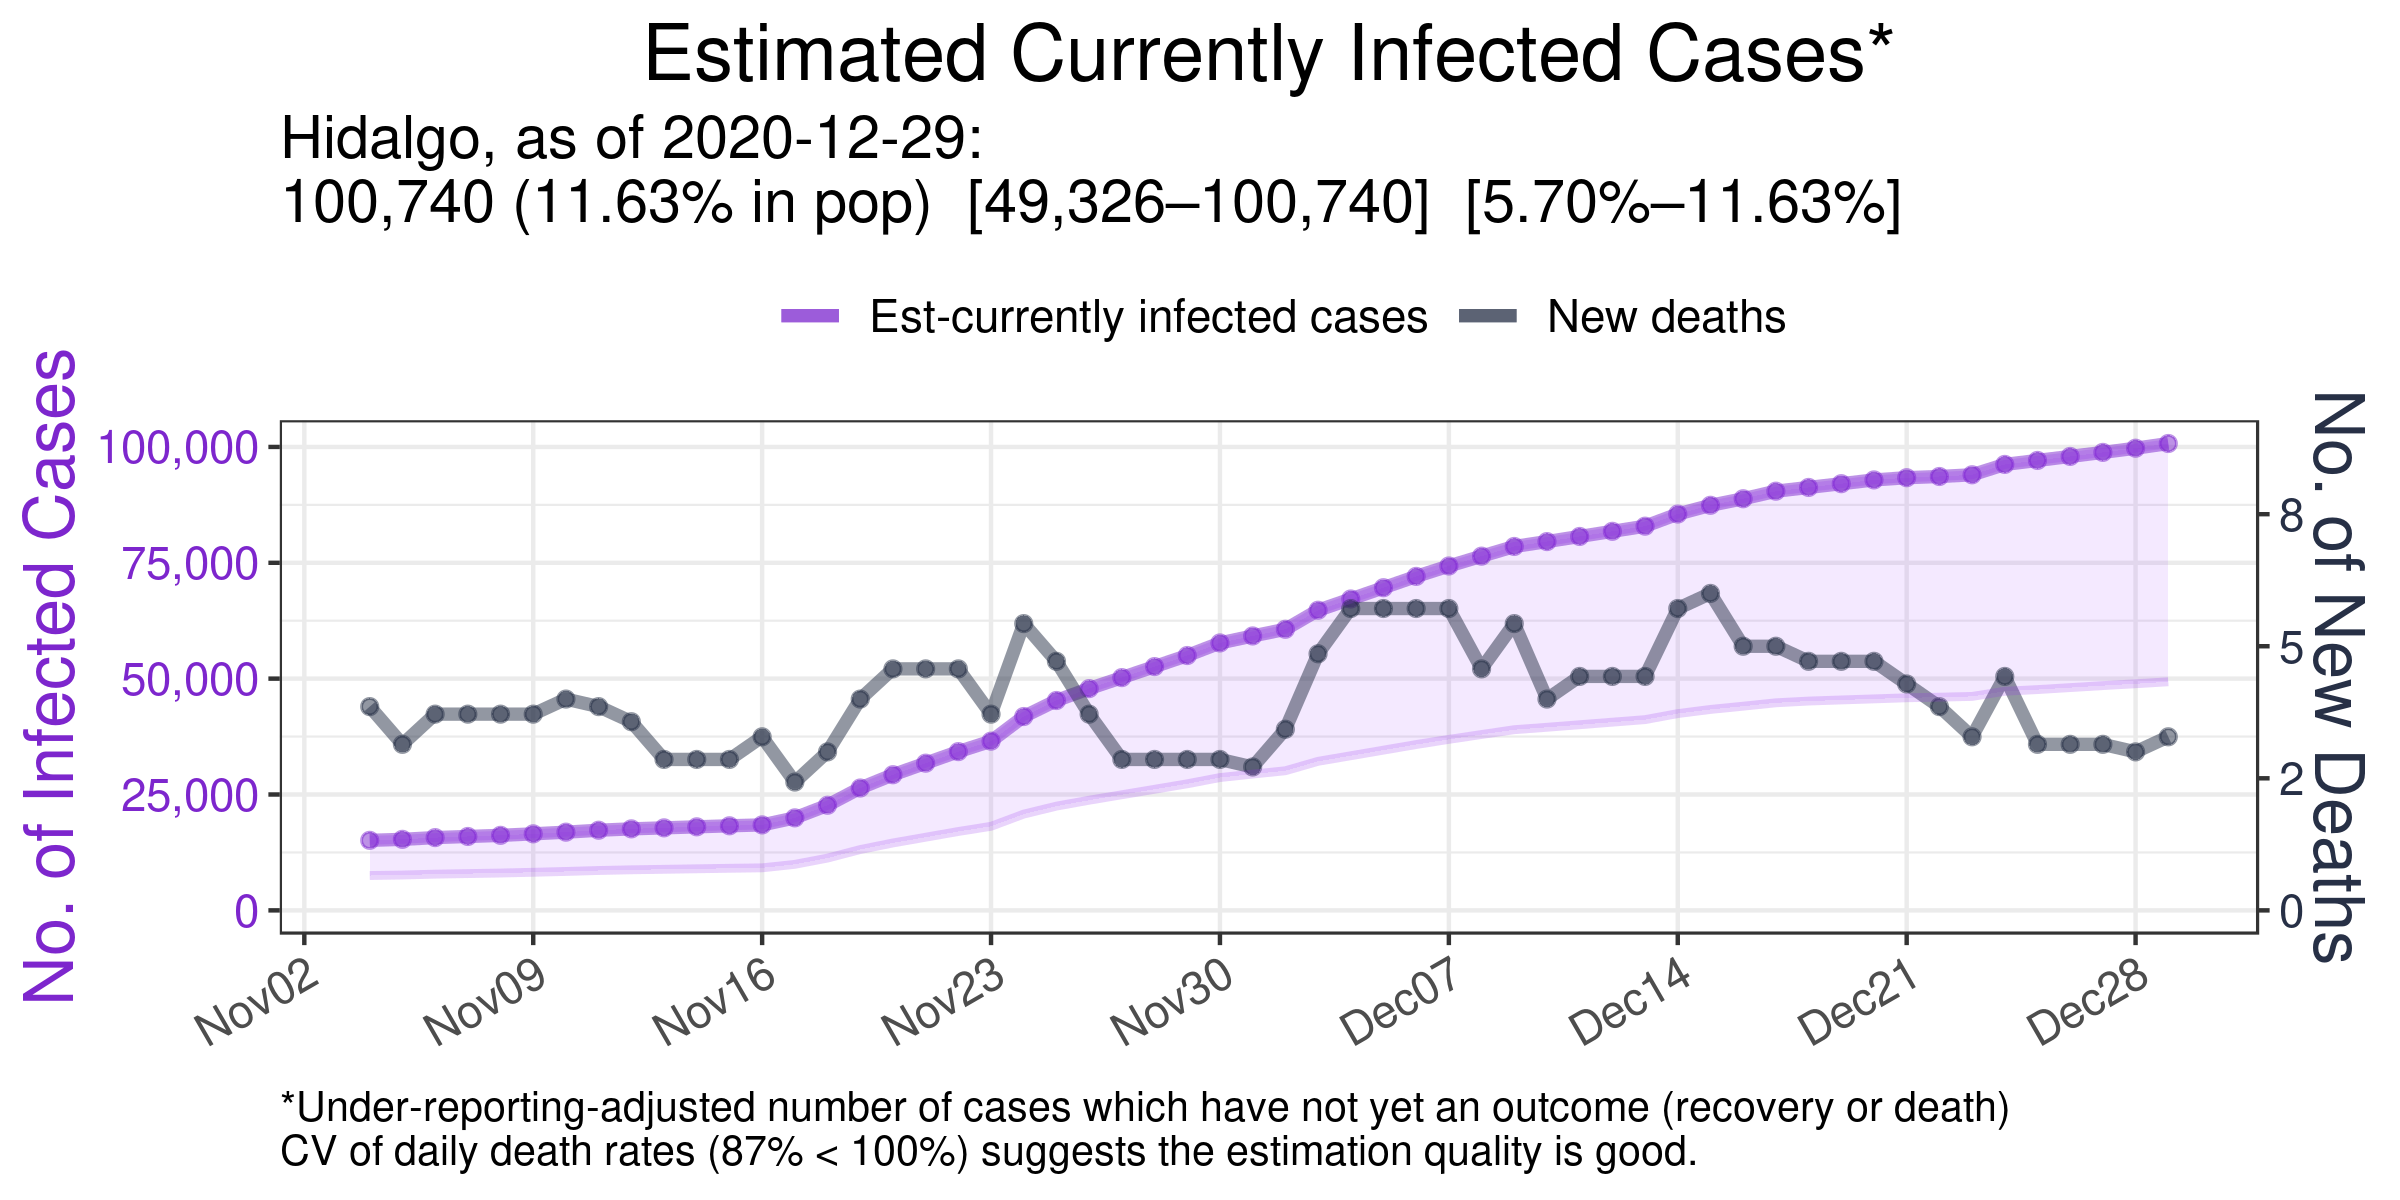 Estimated Currently Infected Cases*
Hidalgo, as of 2020-12-29:
100,740 (11.63% in pop)  [49,326–100,740]  [5.70%–11.63%]
Est-currently infected cases
New deaths
No. of Infected Cases
100,000
75,000
50,000
25,000
0
8
5
2
0
No. of New Deaths
Nov02
Nov09
Nov16
Nov23
Nov30
Dec07
Dec14
Dec21
Dec28
*Under-reporting-adjusted number of cases which have not yet an outcome (recovery or death)
CV of daily death rates (87% < 100%) suggests the estimation quality is good.